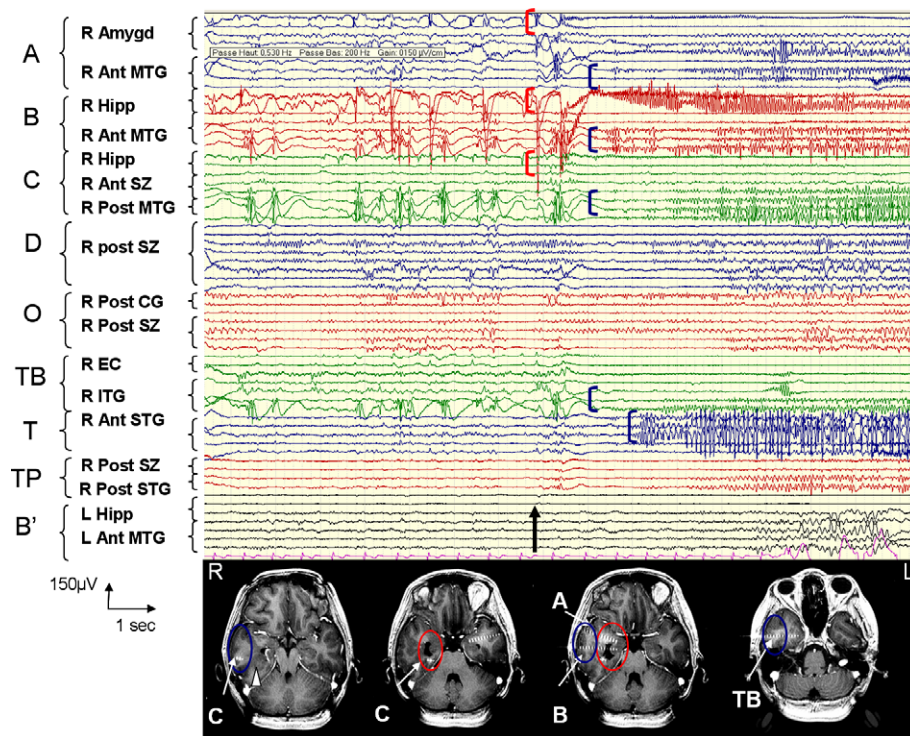 A
R Amygd
Passe Haut:0,530 Hz Passe Bas: 200 Hz Gain: 0150 µV/cm
R Ant MTG
B
R Hipp
R Ant MTG
C
R Hipp
R Ant SZ
R Post MTG
D
R post SZ
O
R Post CG
R Post SZ
TB
R EC
R ITG
T
R Ant STG
TP
R Post SZ
R Post STG
B'
L Hipp
L Ant MTG
150µV
1 sec
R
L
A
C
C
B
TB